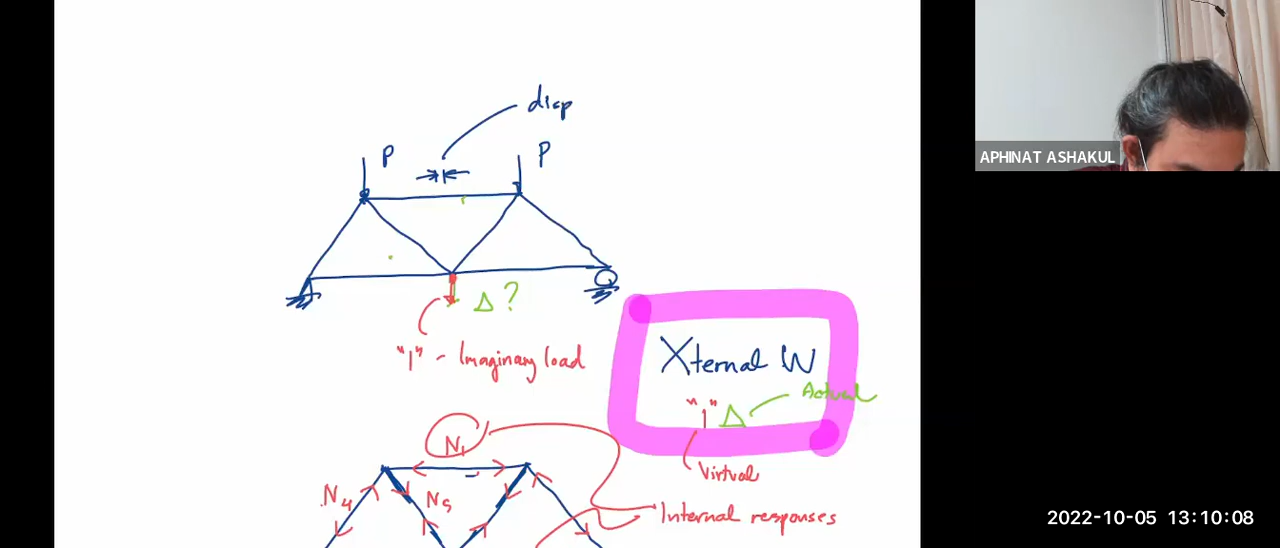 disp
P
P
Δ?
"1" - Imaginary load
Xternal W
"1" Δ
Actual
Virtual
N1
N4
N5
Internal responses
APHINAT ASHAKUL
2022-10-05 13:10:08